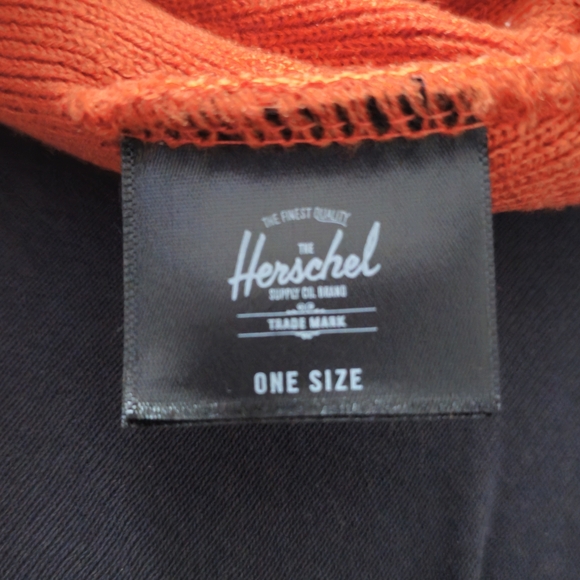 THE FINEST QUALITY
THE
Herschel
SUPPLY CO. BRAND
TRADE MARK
ONE SIZE